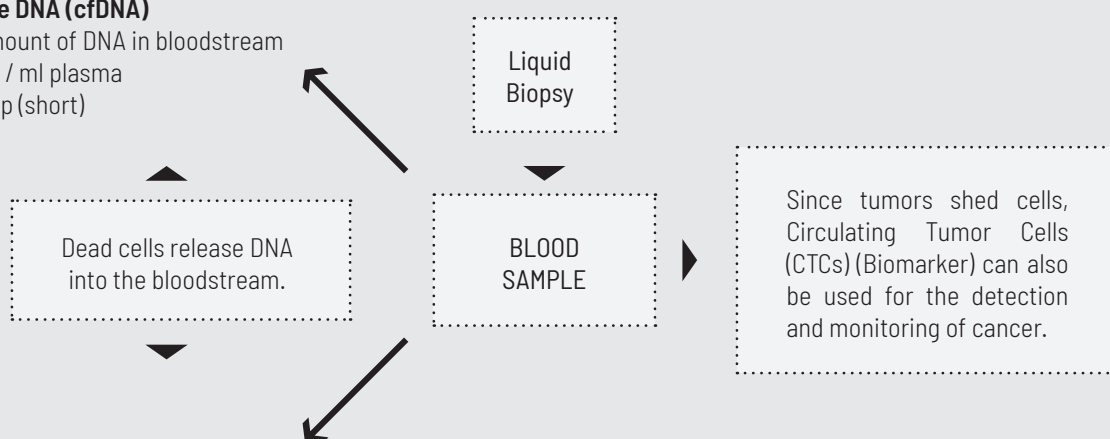 e DNA (cfDNA)
nount of DNA in bloodstream
/ ml plasma
p (short)
Liquid
Biopsy
Dead cells release DNA
into the bloodstream.
BLOOD
SAMPLE
Since tumors shed cells,
Circulating Tumor Cells
(CTCs) (Biomarker) can also
be used for the detection
and monitoring of cancer.